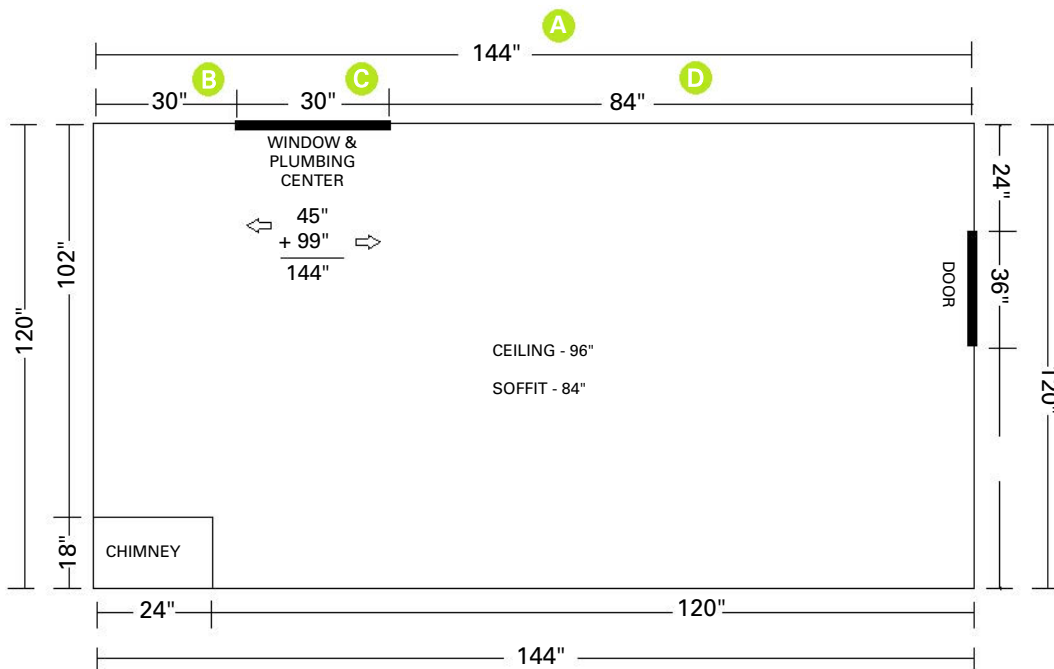 A
144"
B
C
D
30"
30"
84"
WINDOW &
PLUMBING
CENTER
45"
+ 99"
144"
24"
102"
DOOR
36"
120"
CEILING - 96"
SOFFIT - 84"
120"
18"
CHIMNEY
24"
120"
144"